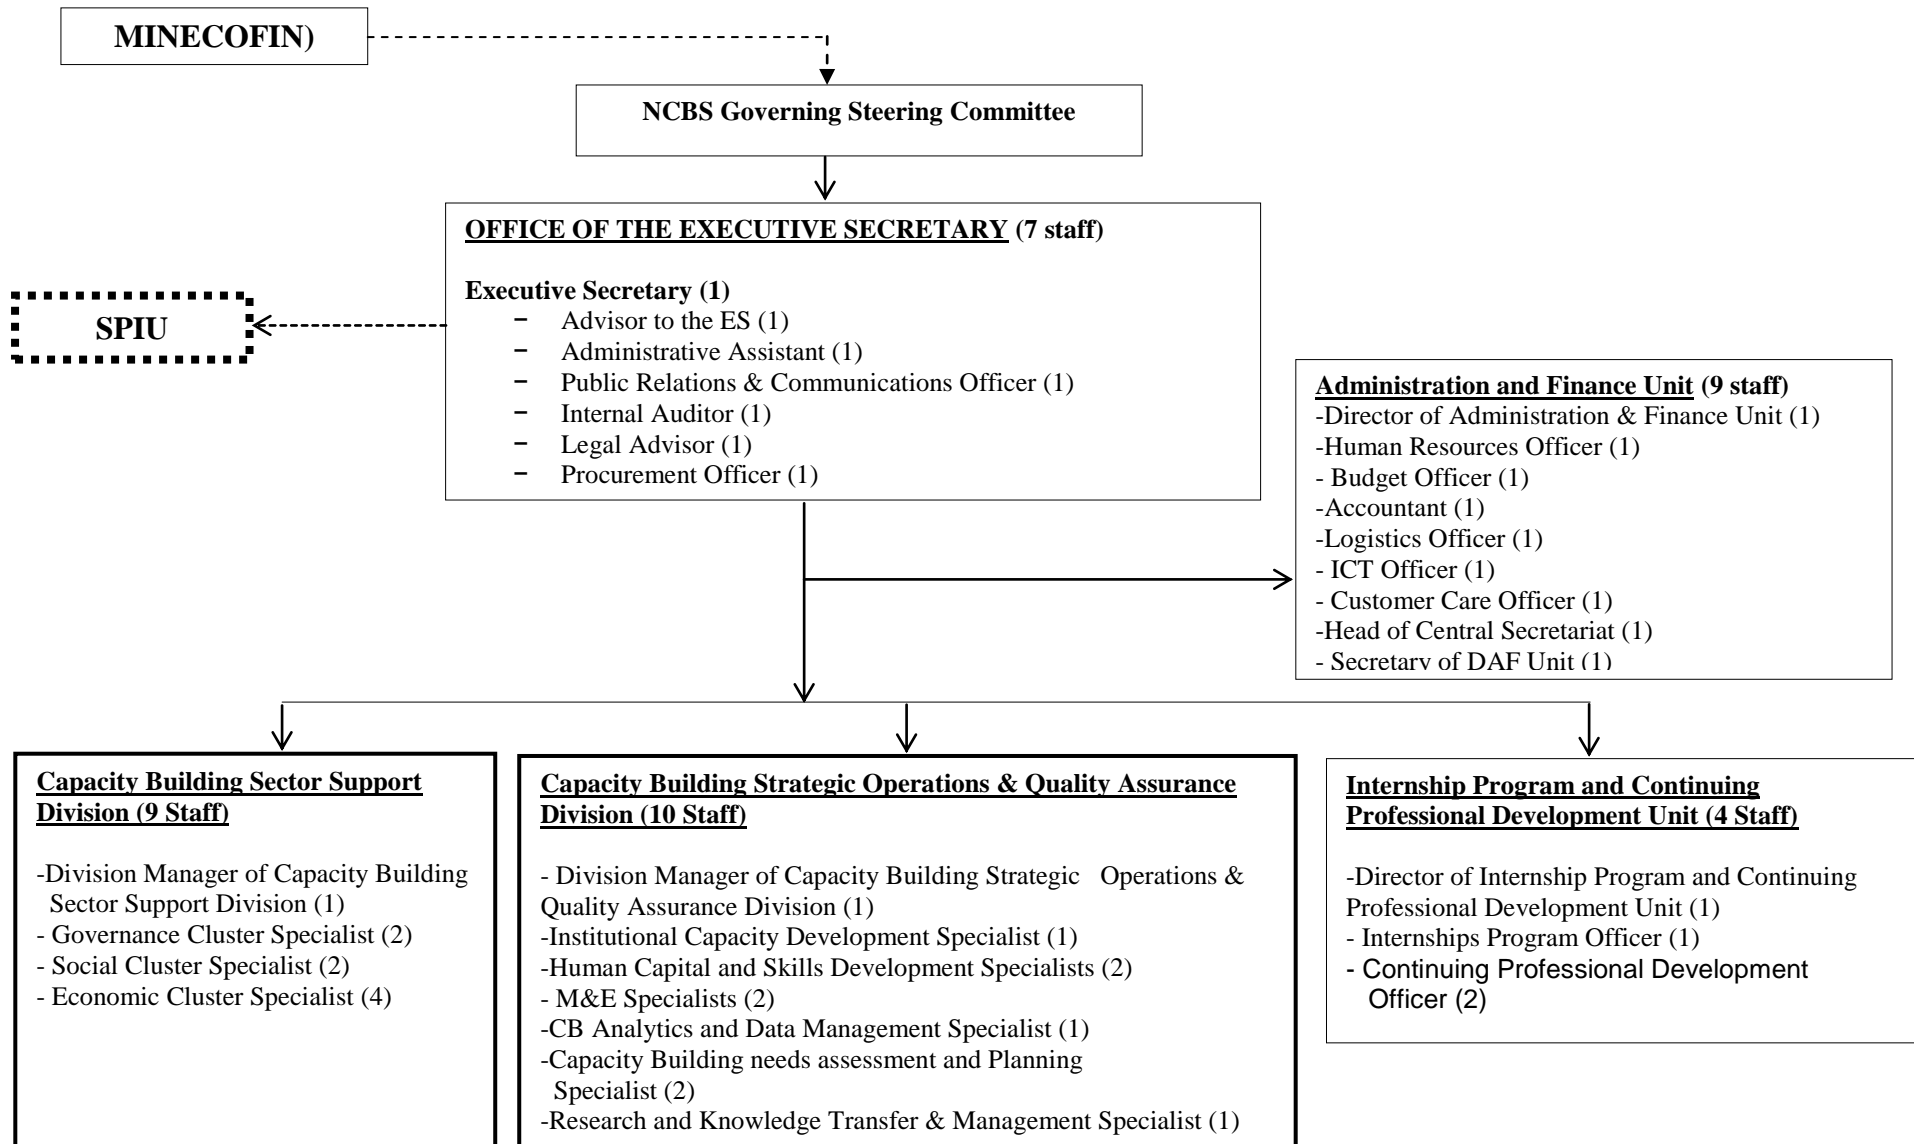 MINECOFIN)
NCBS Governing Steering Committee
OFFICE OF THE EXECUTIVE SECRETARY (7 staff)
Executive Secretary (1)
− Advisor to the ES (1)
− Administrative Assistant (1)
− Public Relations & Communications Officer (1)
− Internal Auditor (1)
− Legal Advisor (1)
− Procurement Officer (1)
SPIU
Administration and Finance Unit (9 staff)
-Director of Administration & Finance Unit (1)
-Human Resources Officer (1)
- Budget Officer (1)
-Accountant (1)
-Logistics Officer (1)
- ICT Officer (1)
- Customer Care Officer (1)
-Head of Central Secretariat (1)
- Secretary of DAF Unit (1)
Capacity Building Sector Support
Division (9 Staff)
-Division Manager of Capacity Building
Sector Support Division (1)
- Governance Cluster Specialist (2)
- Social Cluster Specialist (2)
- Economic Cluster Specialist (4)
Capacity Building Strategic Operations & Quality Assurance
Division (10 Staff)
- Division Manager of Capacity Building Strategic Operations &
Quality Assurance Division (1)
-Institutional Capacity Development Specialist (1)
-Human Capital and Skills Development Specialists (2)
- M&E Specialists (2)
-CB Analytics and Data Management Specialist (1)
-Capacity Building needs assessment and Planning
Specialist (2)
-Research and Knowledge Transfer & Management Specialist (1)
Internship Program and Continuing
Professional Development Unit (4 Staff)
-Director of Internship Program and Continuing
Professional Development Unit (1)
- Internships Program Officer (1)
- Continuing Professional Development
Officer (2)